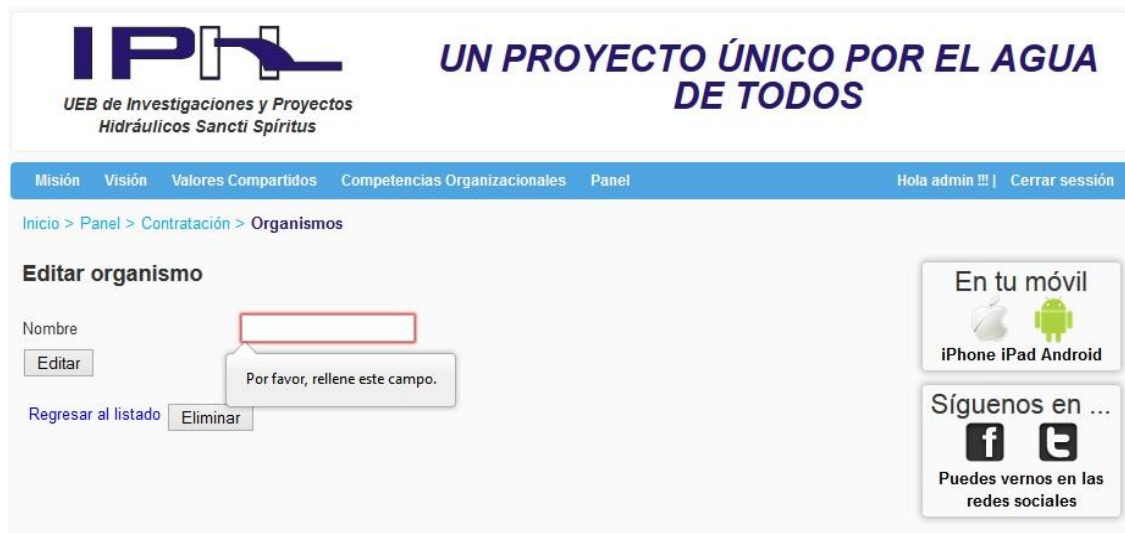 IPH
UEB de Investigaciones y Proyectos
Hidráulicos Sancti Spíritus
UN PROYECTO ÚNICO POR EL AGUA
DE TODOS
Misión Visión Valores Compartidos Competencias Organizacionales Panel Hola admin !!! | Cerrar sessión
Inicio > Panel > Contratación > Organismos
Editar organismo
Nombre
Por favor, rellene este campo.
Editar
Regresar al listado Eliminar
En tu móvil
iPhone iPad Android
Síguenos en ...
f t
Puedes vernos en las
redes sociales